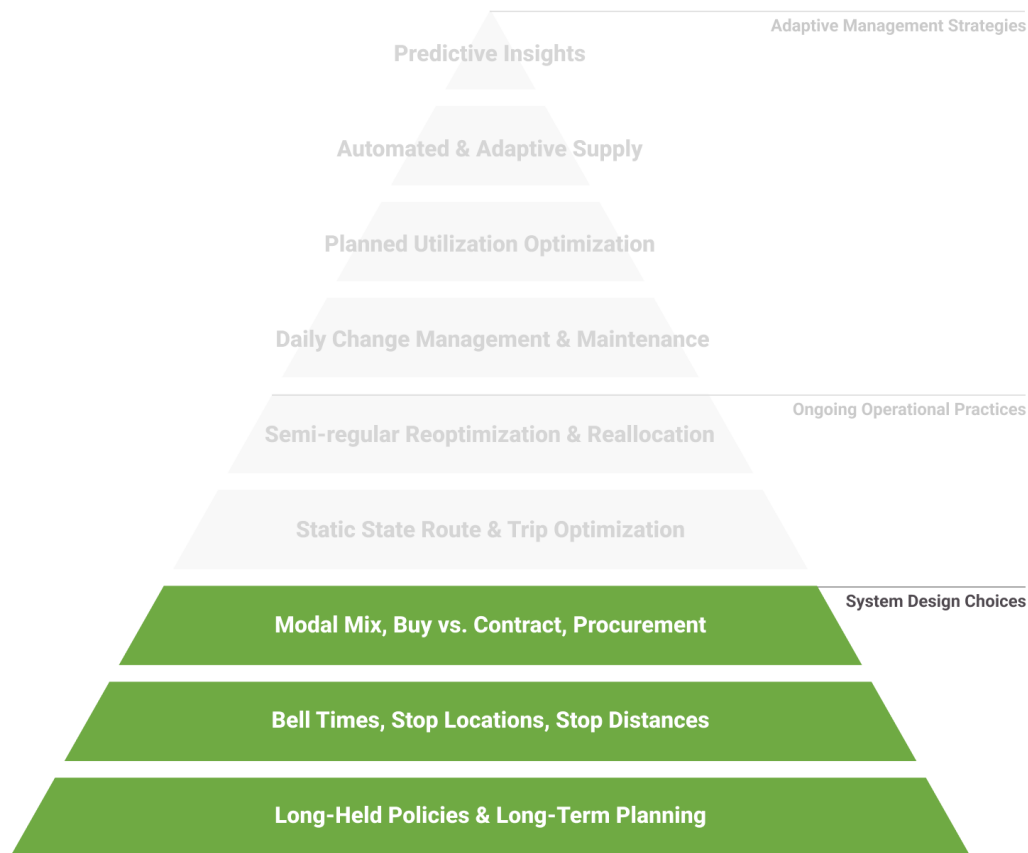 Adaptive Management Strategies
Predictive Insights
Automated & Adaptive Supply
Planned Utilization Optimization
Daily Change Management & Maintenance
Ongoing Operational Practices
Semi-regular Reoptimization & Reallocation
Static State Route & Trip Optimization
System Design Choices
Modal Mix, Buy vs. Contract, Procurement
Bell Times, Stop Locations, Stop Distances
Long-Held Policies & Long-Term Planning